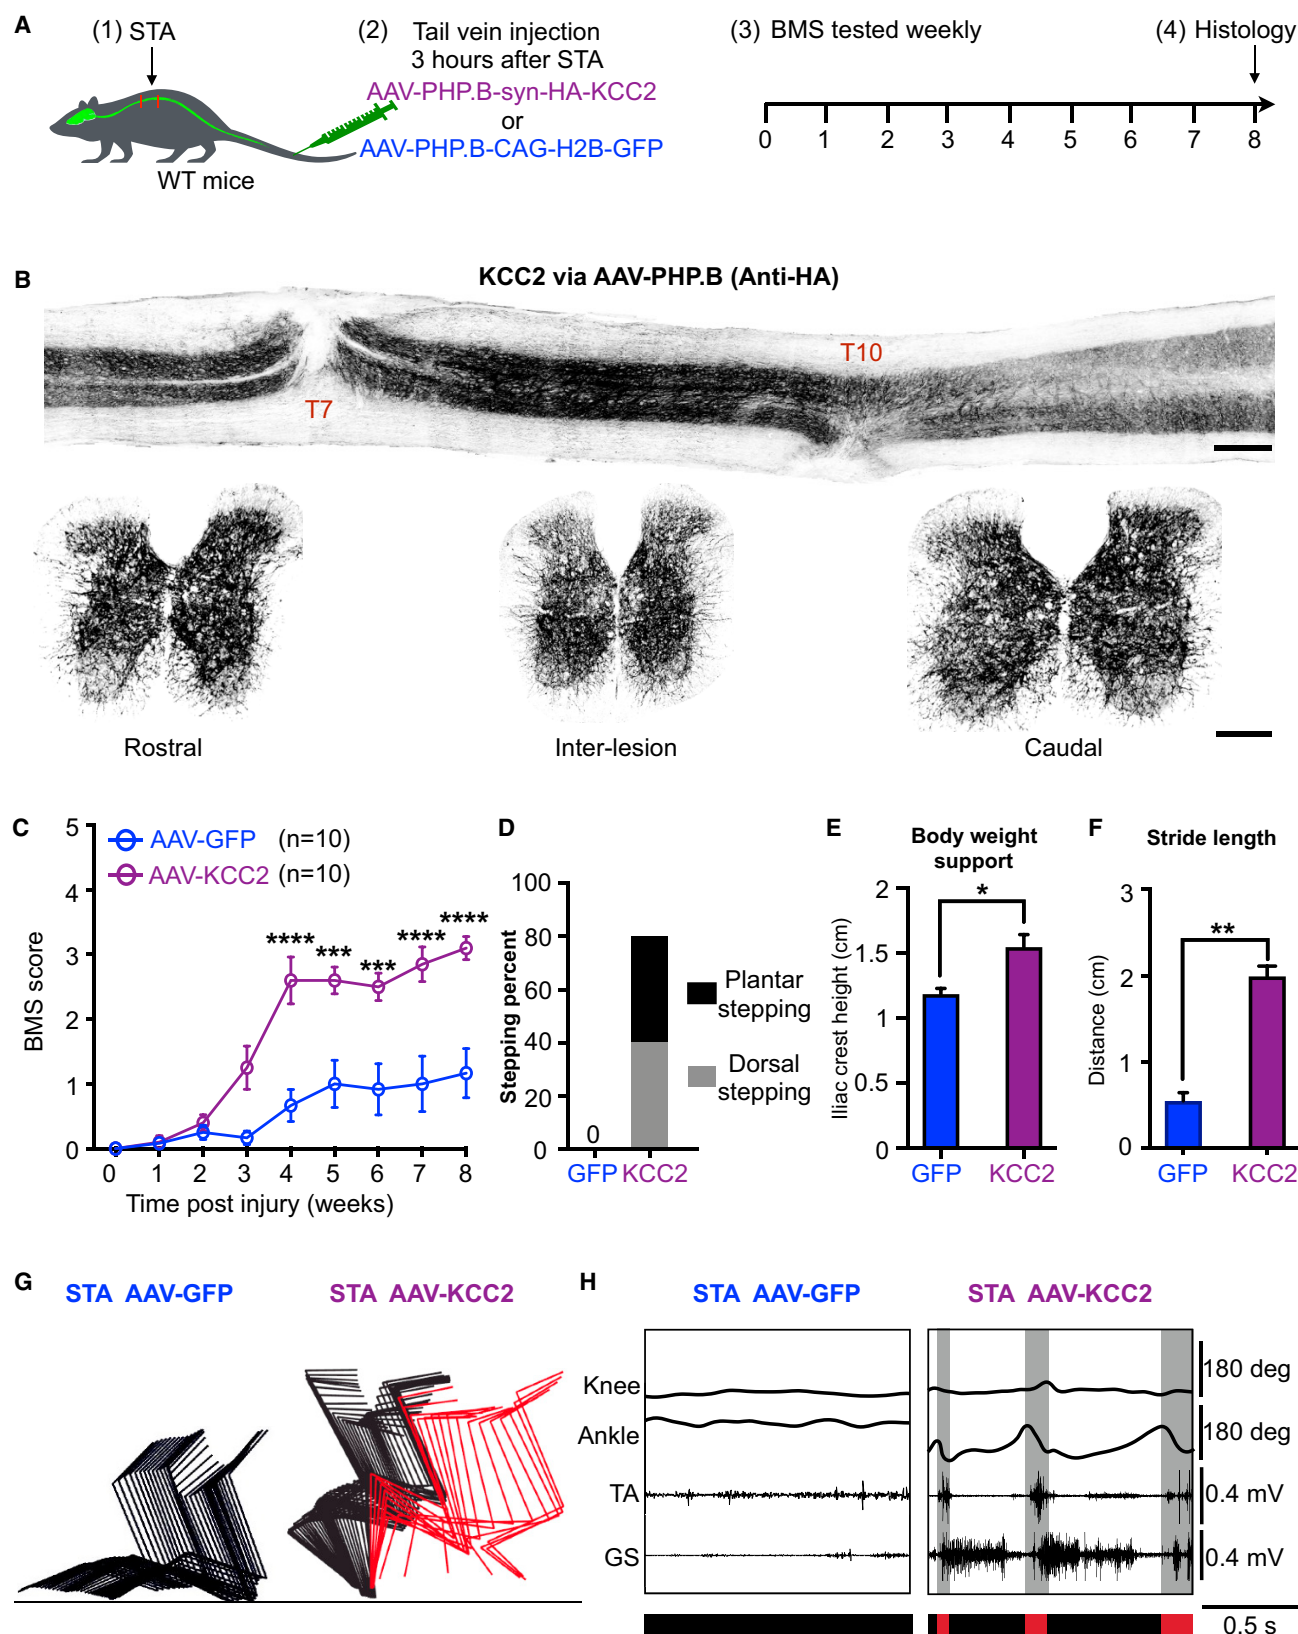 A
(1) STA
WT mice
(2) Tail vein injection
3 hours after STA
AAV-PHP.B-syn-HA-KCC2
or
AAV-PHP.B-CAG-H2B-GFP
(3) BMS tested weekly
(4) Histology
0 1 2 3 4 5 6 7 8
B
KCC2 via AAV-PHP.B (Anti-HA)
T7
T10
Rostral
Inter-lesion
Caudal
C
BMS score
5
4
3
2
1
0
AAV-GFP (n=10)
AAV-KCC2 (n=10)
**** *** *** **** ****
0 1 2 3 4 5 6 7 8
Time post injury (weeks)
D
Stepping percent
100
80
60
40
20
0
0
GFP KCC2
Plantar
stepping
Dorsal
stepping
E
Body weight
support
Iliac crest height (cm)
2
1.5
1
0.5
0
*
GFP KCC2
F
Stride length
Distance (cm)
3
2
1
0
**
GFP KCC2
G
STA AAV-GFP
STA AAV-KCC2
H
STA AAV-GFP
STA AAV-KCC2
Knee
Ankle
TA
GS
180 deg
180 deg
0.4 mV
0.4 mV
0.5 s